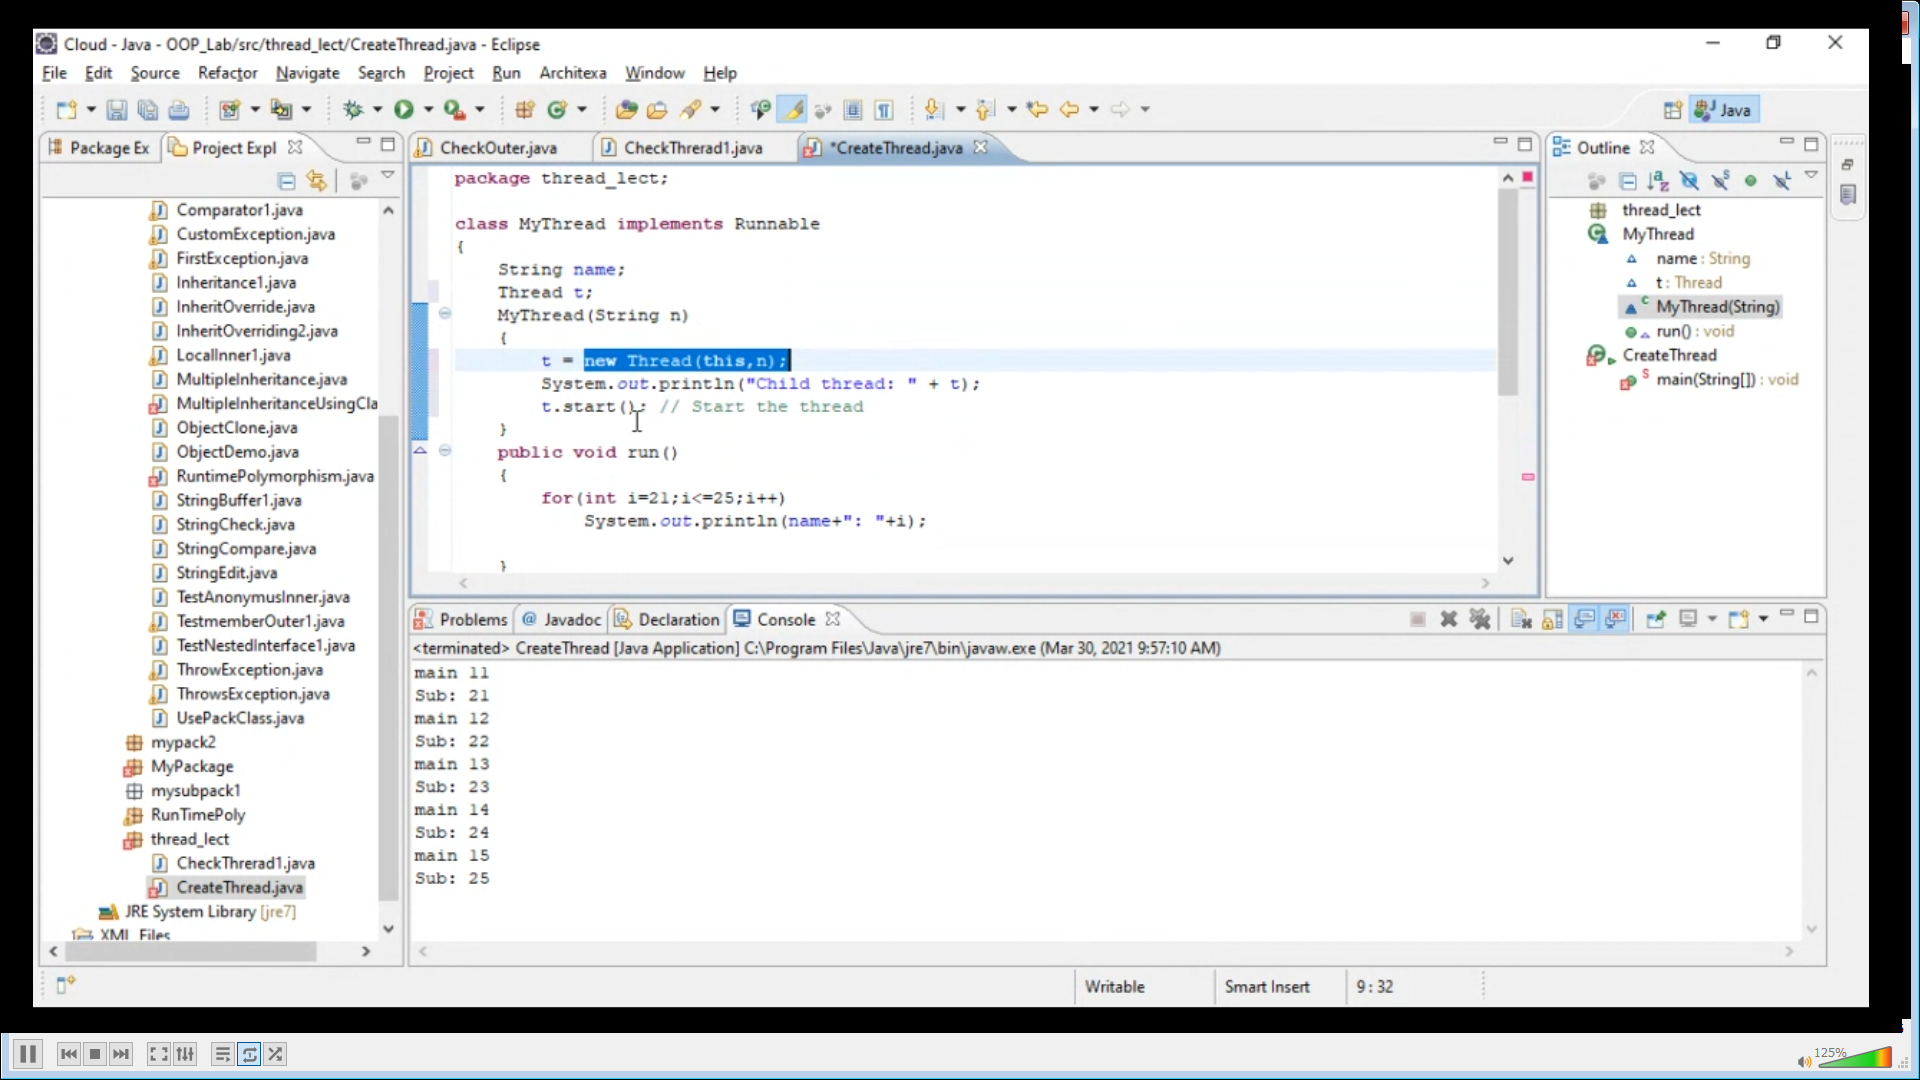 Cloud - Java - OOP_Lab/src/thread_lect/CreateThread.java - Eclipse
File Edit Source Refactor Navigate Search Project Run Architexa Window Help
Java
Package Ex
Project Expl
Comparator1.java
CustomException.java
FirstException.java
Inheritance1.java
InheritOverride.java
InheritOverriding2.java
LocalInner1.java
MultipleInheritance.java
MultipleInheritanceUsingCla
ObjectClone.java
ObjectDemo.java
RuntimePolymorphism.java
StringBuffer1.java
StringCheck.java
StringCompare.java
StringEdit.java
TestAnonymusInner.java
TestmemberOuter1.java
TestNestedInterface1.java
ThrowException.java
ThrowsException.java
UsePackClass.java
mypack2
MyPackage
mysubpack1
RunTimePoly
thread_lect
CheckThrerad1.java
CreateThread.java
JRE System Library [jre7]
XML Files
CheckOuter.java
CheckThrerad1.java
*CreateThread.java
package thread_lect;
class MyThread implements Runnable
{
String name;
Thread t;
MyThread(String n)
{
t = new Thread(this,n);
System.out.println("Child thread: " + t);
t.start(); // Start the thread
}
public void run()
{
for(int i=21;i<=25;i++)
System.out.println(name+": "+i);
}
Outline
thread_lect
MyThread
name : String
t : Thread
MyThread(String)
run() : void
CreateThread
main(String[]) : void
Problems
Javadoc
Declaration
Console
<terminated> CreateThread [Java Application] C:\Program Files\Java\jre7\bin\javaw.exe (Mar 30, 2021 9:57:10 AM)
main 11
Sub: 21
main 12
Sub: 22
main 13
Sub: 23
main 14
Sub: 24
main 15
Sub: 25
Writable
Smart Insert
9 : 32
125%